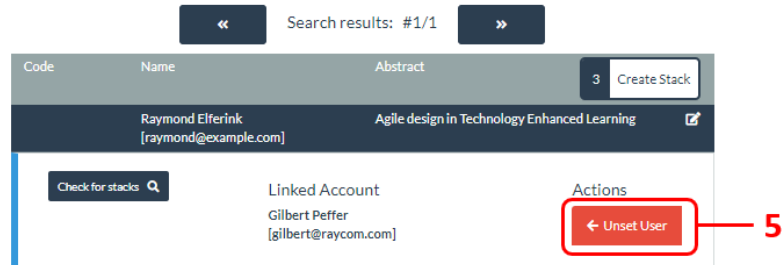 « Search results: #1/1 »
Code Name Abstract 3 Create Stack
Raymond Elferink Agile design in Technology Enhanced Learning
[raymond@example.com]
Check for stacks Linked Account Actions
Gilbert Peffer
[gilbert@raycom.com]
← Unset User 5